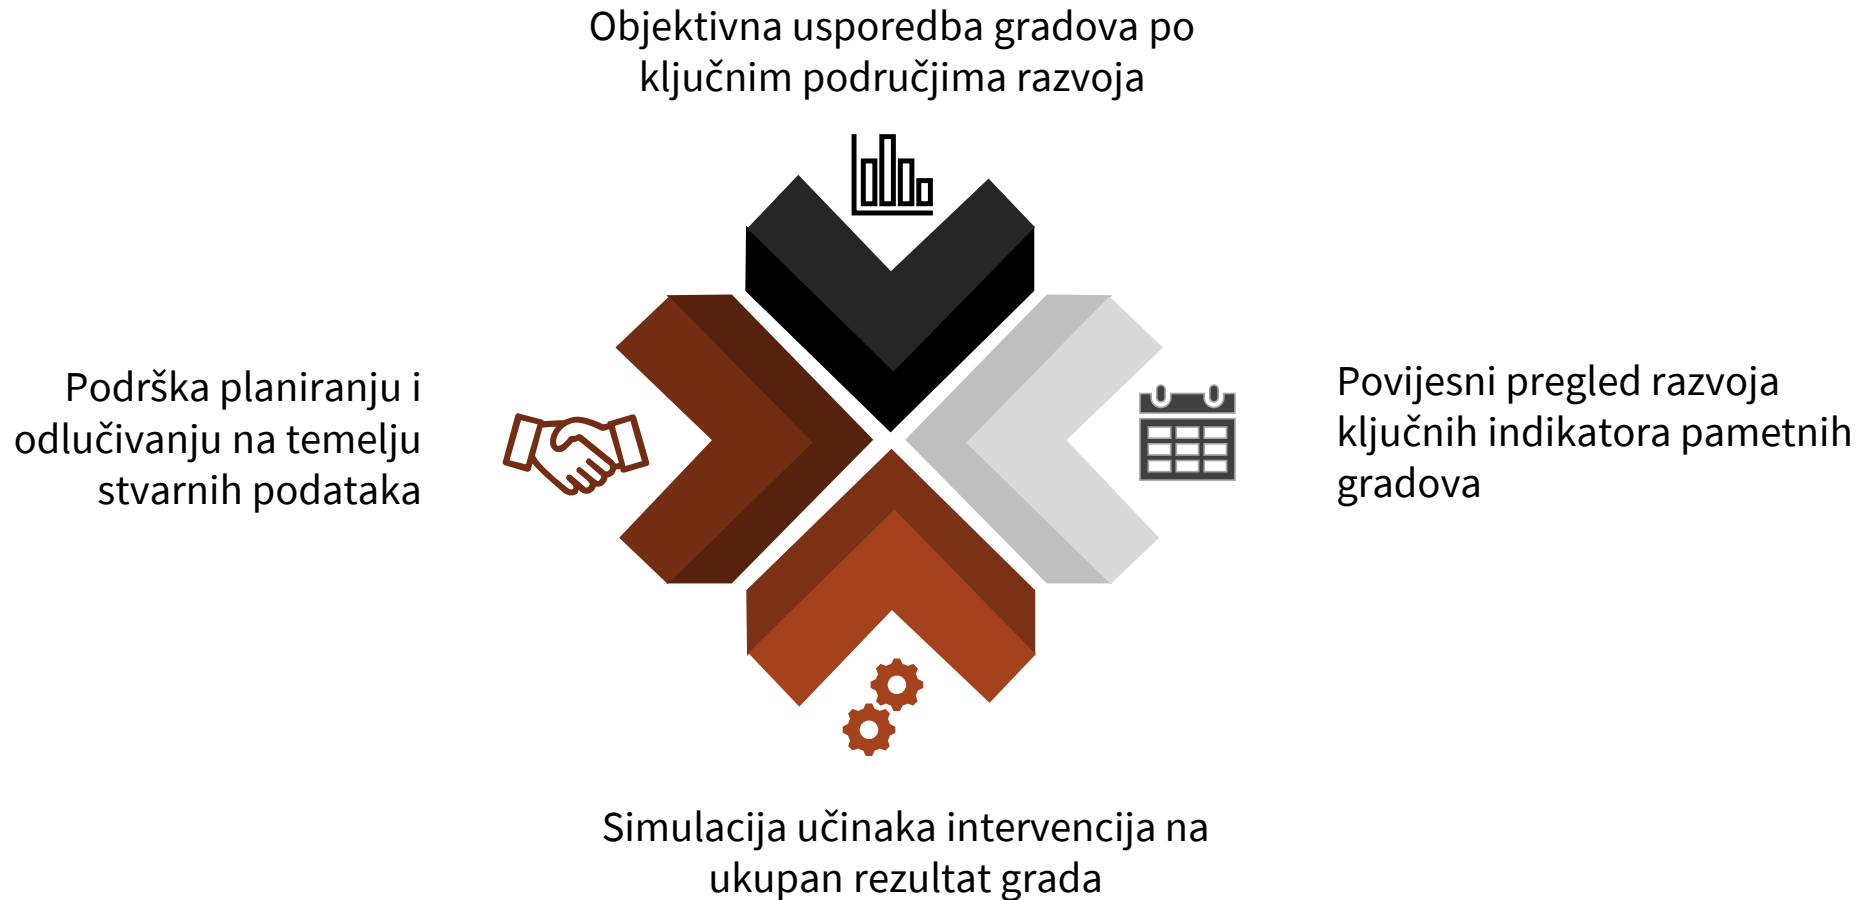 Objektivna usporedba gradova po
ključnim područjima razvoja
Podrška planiranju i
odlučivanju na temelju
stvarnih podataka
Povijesni pregled razvoja
ključnih indikatora pametnih
gradova
Simulacija učinaka intervencija na
ukupan rezultat grada